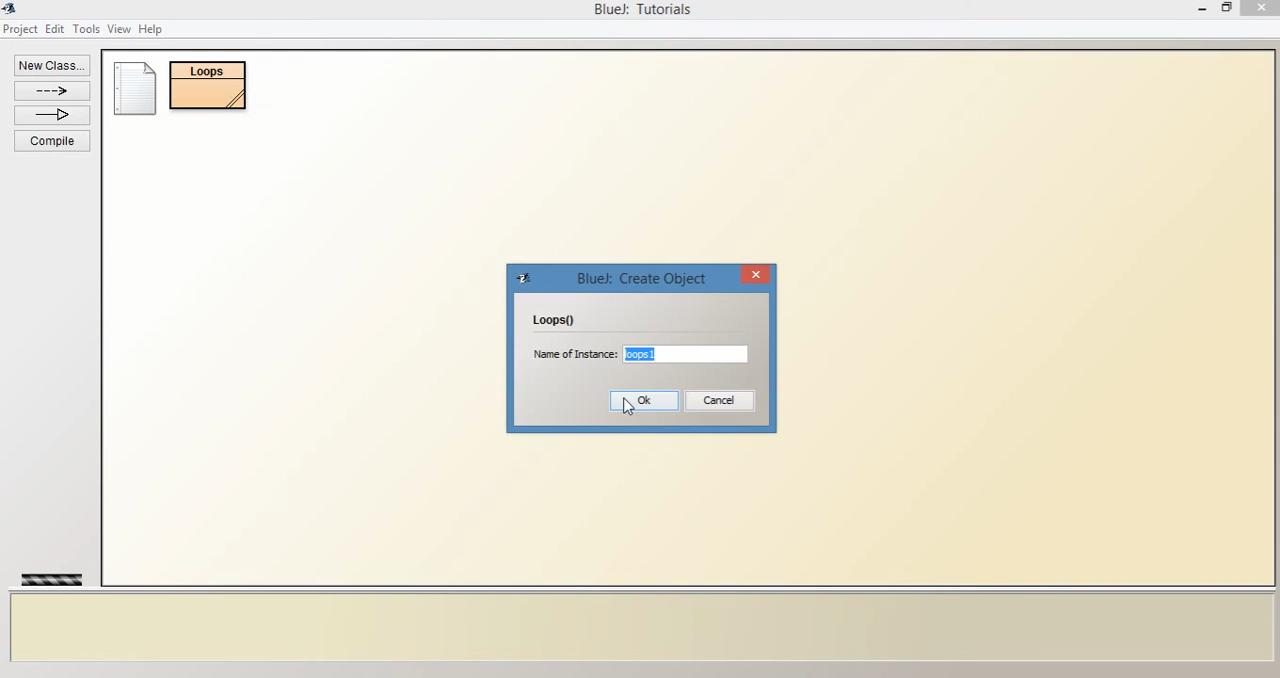 BlueJ: Tutorials
Project Edit Tools View Help
New Class...
Compile
Loops
BlueJ: Create Object
Loops()
Name of Instance: loops1
Ok Cancel